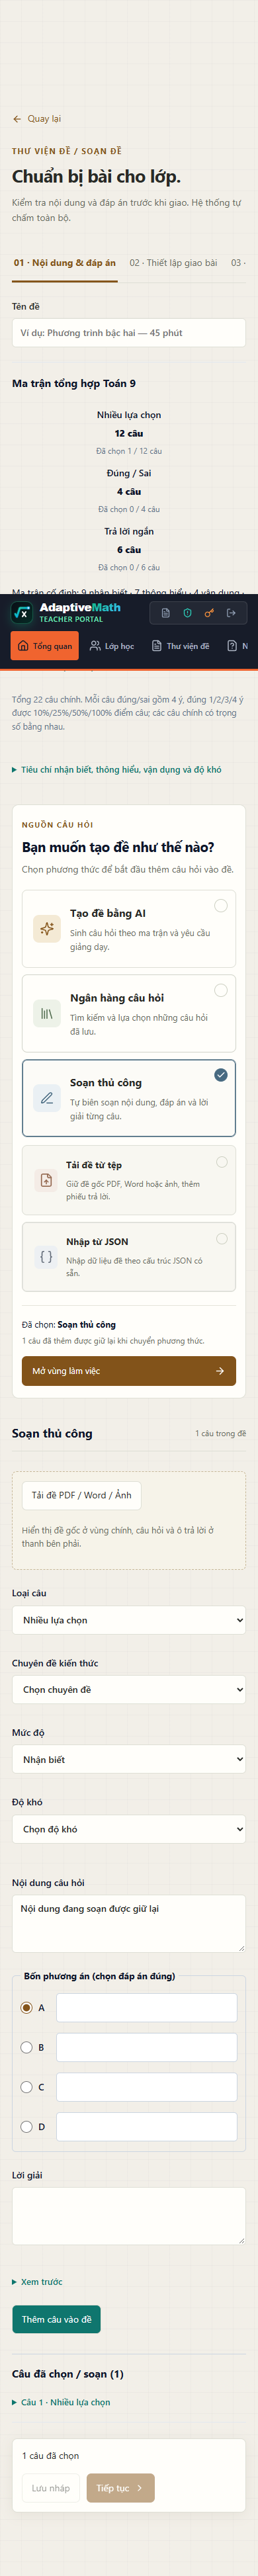 Quay lại
THƯ VIỆN ĐỀ / SOẠN ĐỀ
Chuẩn bị bài cho lớp.
Kiểm tra nội dung và đáp án trước khi giao. Hệ thống tự
chấm toàn bộ.
01 · Nội dung & đáp án 02 · Thiết lập giao bài 03 ·
Tên đề
Ví dụ: Phương trình bậc hai — 45 phút
Ma trận tổng hợp Toán 9
Nhiều lựa chọn
12 câu
Đã chọn 1 / 12 câu
Đúng / Sai
4 câu
Đã chọn 0 / 4 câu
Trả lời ngắn
6 câu
Đã chọn 0 / 6 câu
Ma trận cố định: 9 nhận biết · 7 thông hiểu · 4 vận dụng ·
AdaptiveMath
TEACHER PORTAL
Tổng quan Lớp học Thư viện đề N
Tổng 22 câu chính. Mỗi câu đúng/sai gồm 4 ý, đúng 1/2/3/4 ý
được 10%/25%/50%/100% điểm câu; các câu chính có trọng
số bằng nhau.
Tiêu chí nhận biết, thông hiểu, vận dụng và độ khó
NGUỒN CÂU HỎI
Bạn muốn tạo đề như thế nào?
Chọn phương thức để bắt đầu thêm câu hỏi vào đề.
Tạo đề bằng AI
Sinh câu hỏi theo ma trận và yêu cầu
giảng dạy.
Ngân hàng câu hỏi
Tìm kiếm và lựa chọn những câu hỏi
đã lưu.
Soạn thủ công
Tự biên soạn nội dung, đáp án và lời
giải từng câu.
Tải đề từ tệp
Giữ đề gốc PDF, Word hoặc ảnh, thêm
phiếu trả lời.
Nhập từ JSON
Nhập dữ liệu đề theo cấu trúc JSON có
sẵn.
Đã chọn: Soạn thủ công
1 câu đã thêm được giữ lại khi chuyển phương thức.
Mở vùng làm việc
Soạn thủ công 1 câu trong đề
Tải đề PDF / Word / Ảnh
Hiển thị đề gốc ở vùng chính, câu hỏi và ô trả lời ở
thanh bên phải.
Loại câu
Nhiều lựa chọn
Chuyên đề kiến thức
Chọn chuyên đề
Mức độ
Nhận biết
Độ khó
Chọn độ khó
Nội dung câu hỏi
Nội dung đang soạn được giữ lại
Bốn phương án (chọn đáp án đúng)
A
B
C
D
Lời giải
Xem trước
Thêm câu vào đề
Câu đã chọn / soạn (1)
Câu 1 · Nhiều lựa chọn
1 câu đã chọn
Lưu nháp Tiếp tục